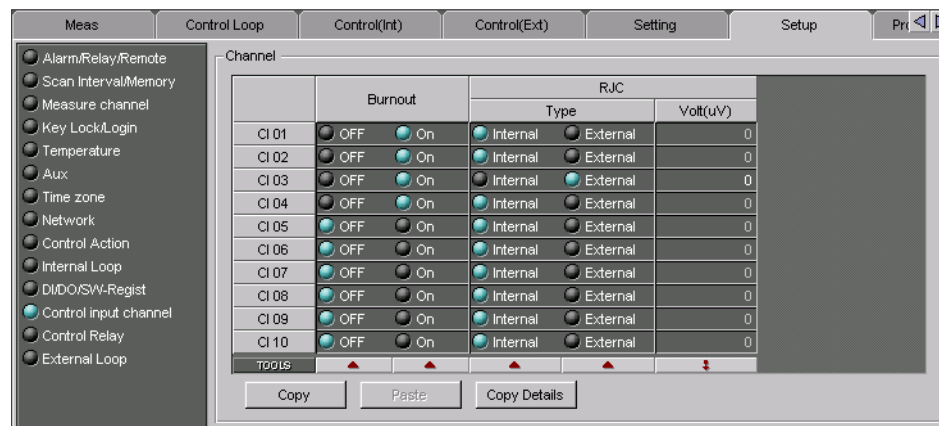 Meas Control Loop Control(Int) Control(Ext) Setting Setup
Alarm/Relay/Remote
Scan Interval/Memory
Measure channel
Key Lock/Login
Temperature
Aux
Time zone
Network
Control Action
Internal Loop
DI/DO/SW-Regist
Control input channel
Control Relay
External Loop
Channel
Burnout RJC
Type Volt(uV)
CI 01 OFF On Internal External 0
CI 02 OFF On Internal External 0
CI 03 OFF On Internal External 0
CI 04 OFF On Internal External 0
CI 05 OFF On Internal External 0
CI 06 OFF On Internal External 0
CI 07 OFF On Internal External 0
CI 08 OFF On Internal External 0
CI 09 OFF On Internal External 0
CI 10 OFF On Internal External 0
TOOLS
Copy Paste Copy Details